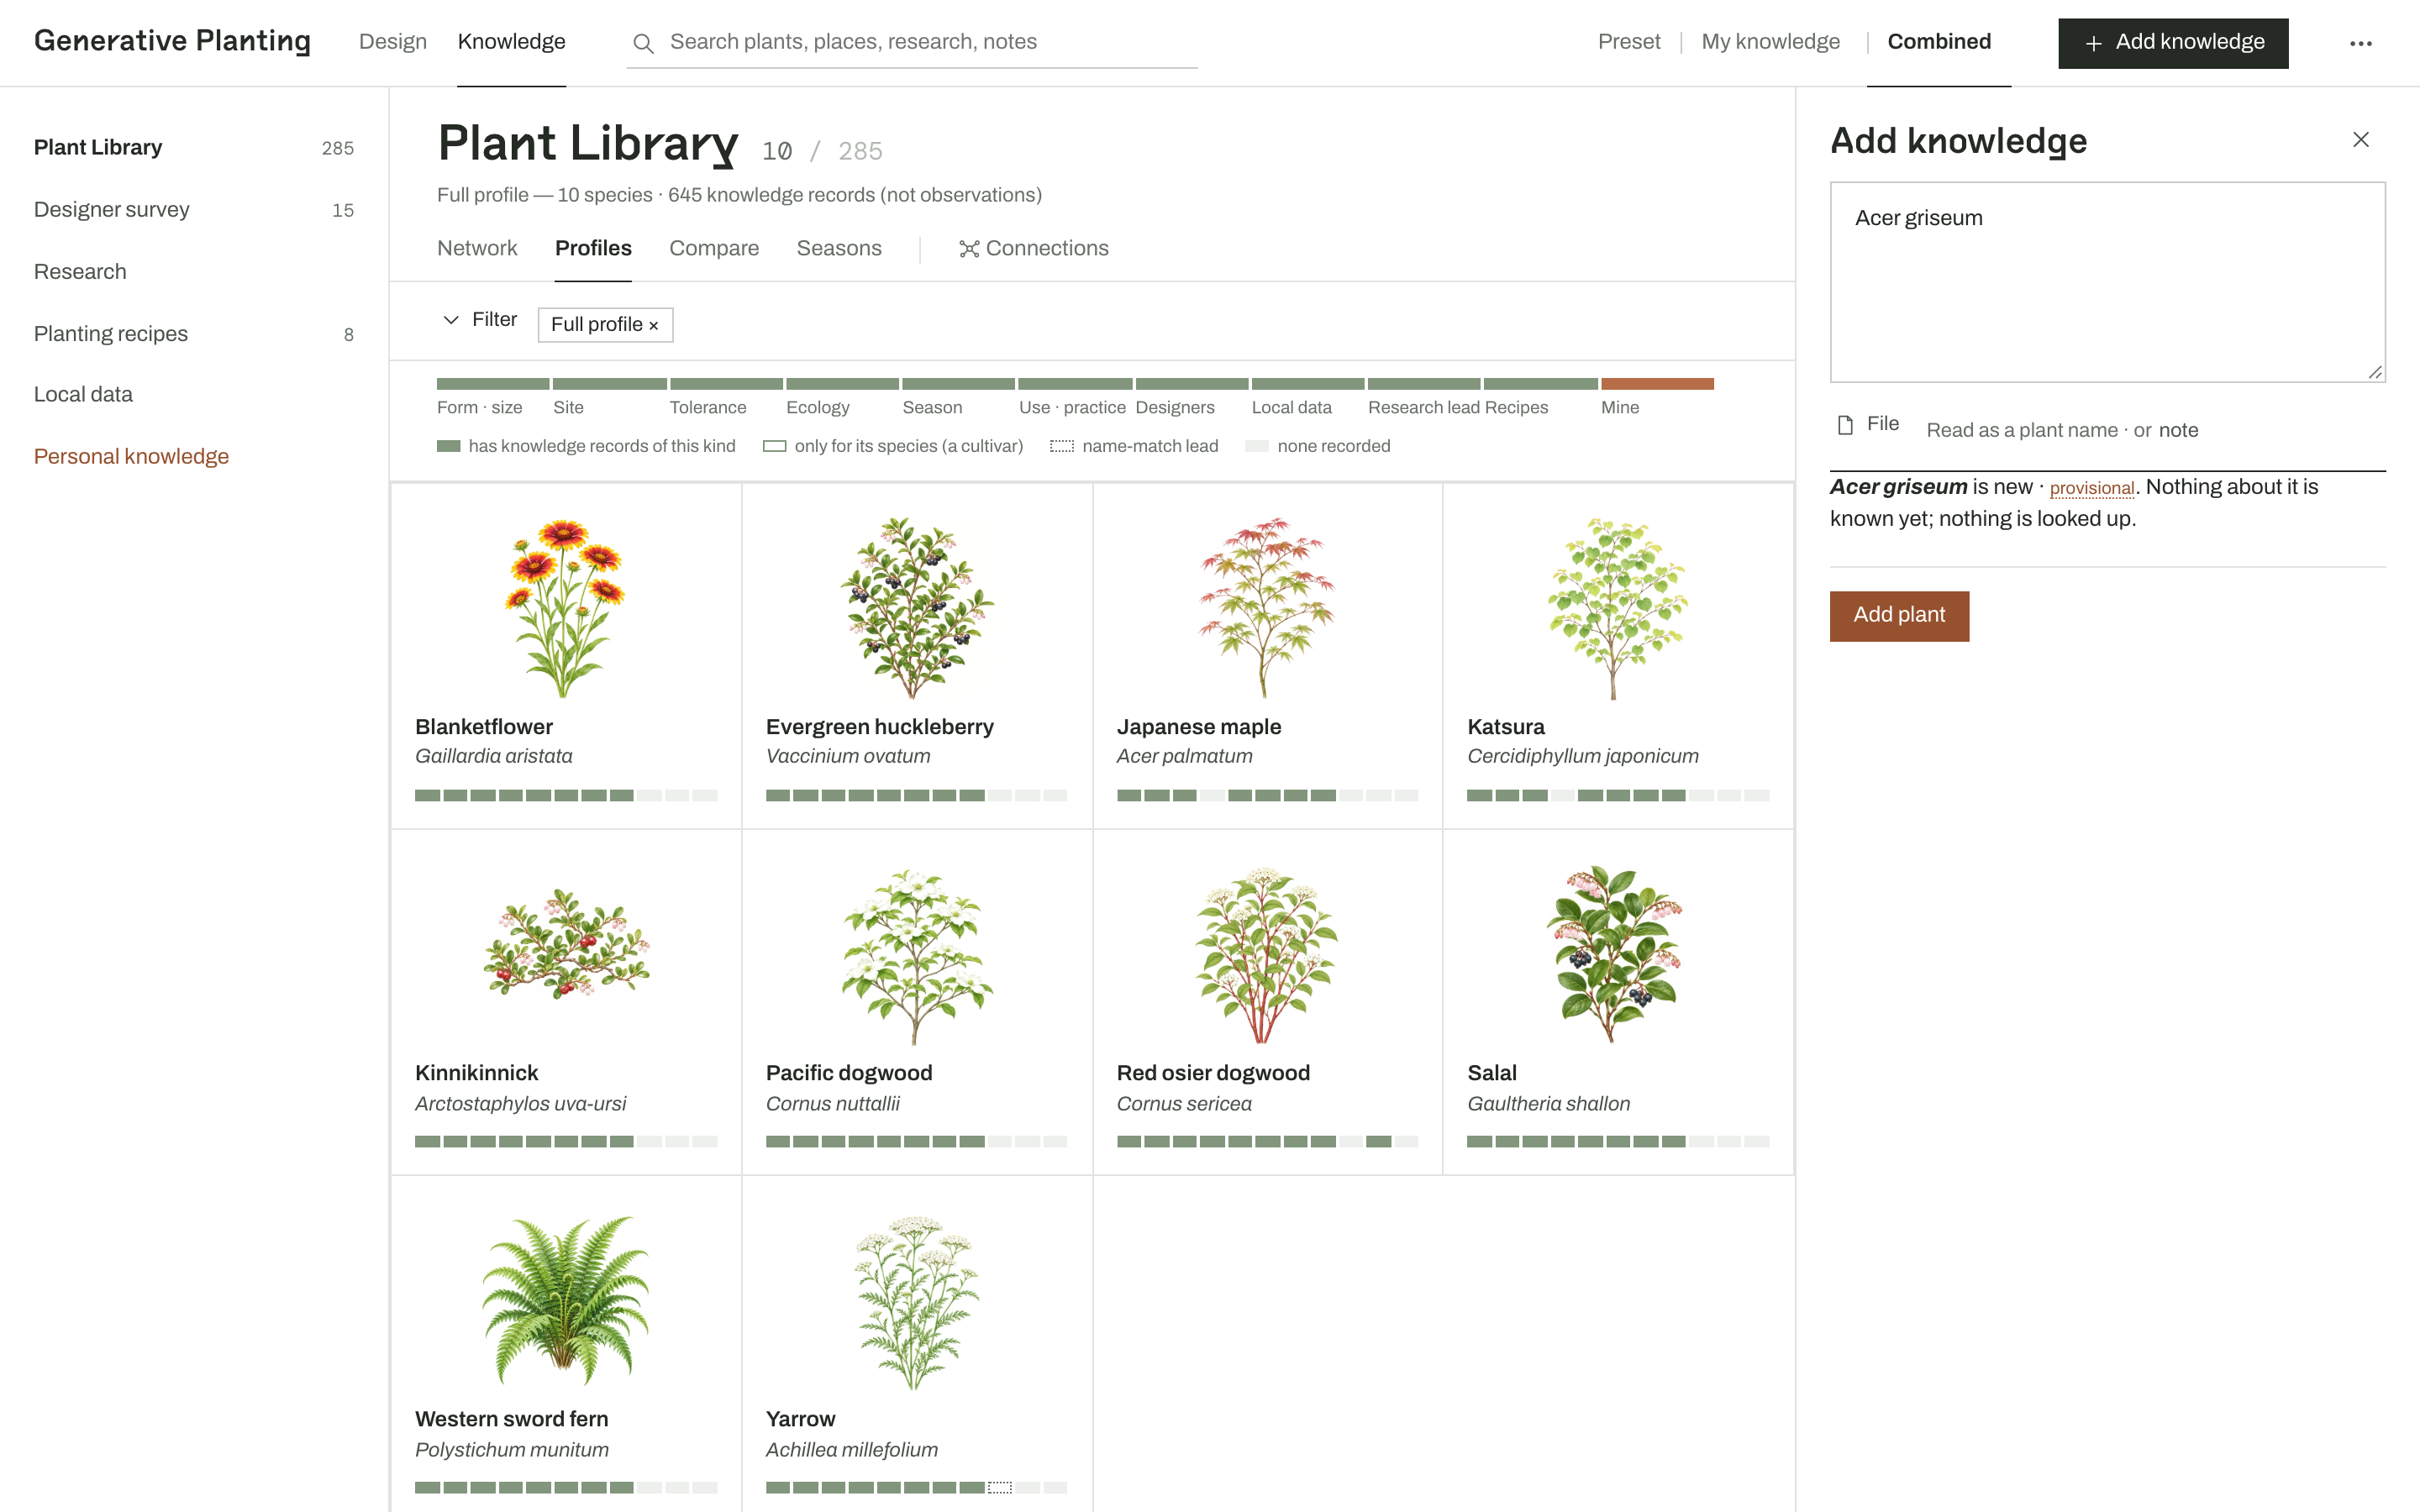 Generative Planting
Design
Knowledge
Search plants, places, research, notes
Preset
My knowledge
Combined
+ Add knowledge
Plant Library 285
Designer survey 15
Research
Planting recipes 8
Local data
Personal knowledge
Plant Library 10 / 285
Full profile — 10 species · 645 knowledge records (not observations)
Network
Profiles
Compare
Seasons
Connections
Filter
Full profile ×
Form · size
Site
Tolerance
Ecology
Season
Use · practice
Designers
Local data
Research lead
Recipes
Mine
has knowledge records of this kind
only for its species (a cultivar)
name-match lead
none recorded
Blanketflower
Gaillardia aristata
Evergreen huckleberry
Vaccinium ovatum
Japanese maple
Acer palmatum
Katsura
Cercidiphyllum japonicum
Kinnikinnick
Arctostaphylos uva-ursi
Pacific dogwood
Cornus nuttallii
Red osier dogwood
Cornus sericea
Salal
Gaultheria shallon
Western sword fern
Polystichum munitum
Yarrow
Achillea millefolium
Add knowledge
Acer griseum
File
Read as a plant name · or note
Acer griseum is new · provisional. Nothing about it is
known yet; nothing is looked up.
Add plant